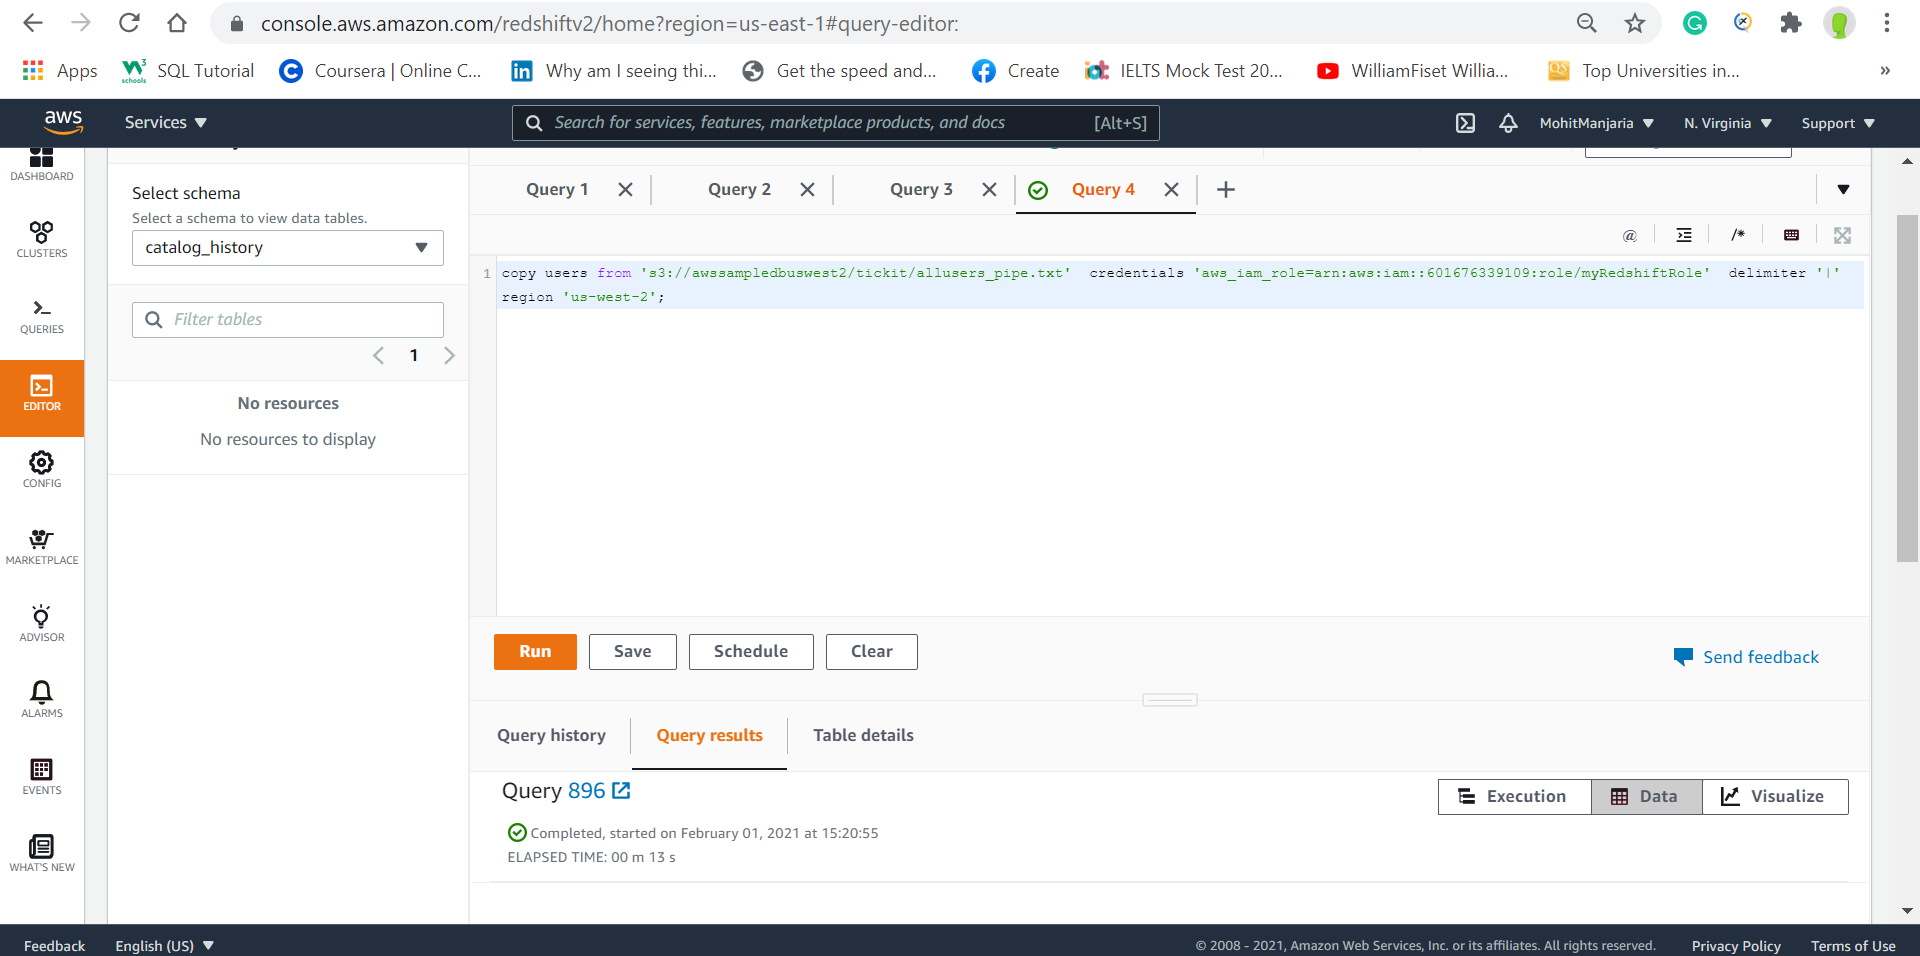 console.aws.amazon.com/redshiftv2/home?region=us-east-1#query-editor:
Apps SQL Tutorial Coursera | Online C... Why am I seeing thi... Get the speed and... Create IELTS Mock Test 20... WilliamFiset Willia... Top Universities in... »
aws Services Search for services, features, marketplace products, and docs [Alt+S] MohitManjaria N. Virginia Support
DASHBOARD
CLUSTERS
QUERIES
EDITOR
CONFIG
MARKETPLACE
ADVISOR
ALARMS
EVENTS
WHAT'S NEW
Select schema
Select a schema to view data tables.
catalog_history
Filter tables
1
No resources
No resources to display
Query 1 Query 2 Query 3 Query 4
@ /*
1 copy users from 's3://awssampledbuswest2/tickit/allusers_pipe.txt' credentials 'aws_iam_role=arn:aws:iam::601676339109:role/myRedshiftRole' delimiter '|'
region 'us-west-2';
Run Save Schedule Clear
Send feedback
Query history Query results Table details
Query 896
Execution Data Visualize
Completed, started on February 01, 2021 at 15:20:55
ELAPSED TIME: 00 m 13 s
Feedback English (US) © 2008 - 2021, Amazon Web Services, Inc. or its affiliates. All rights reserved. Privacy Policy Terms of Use